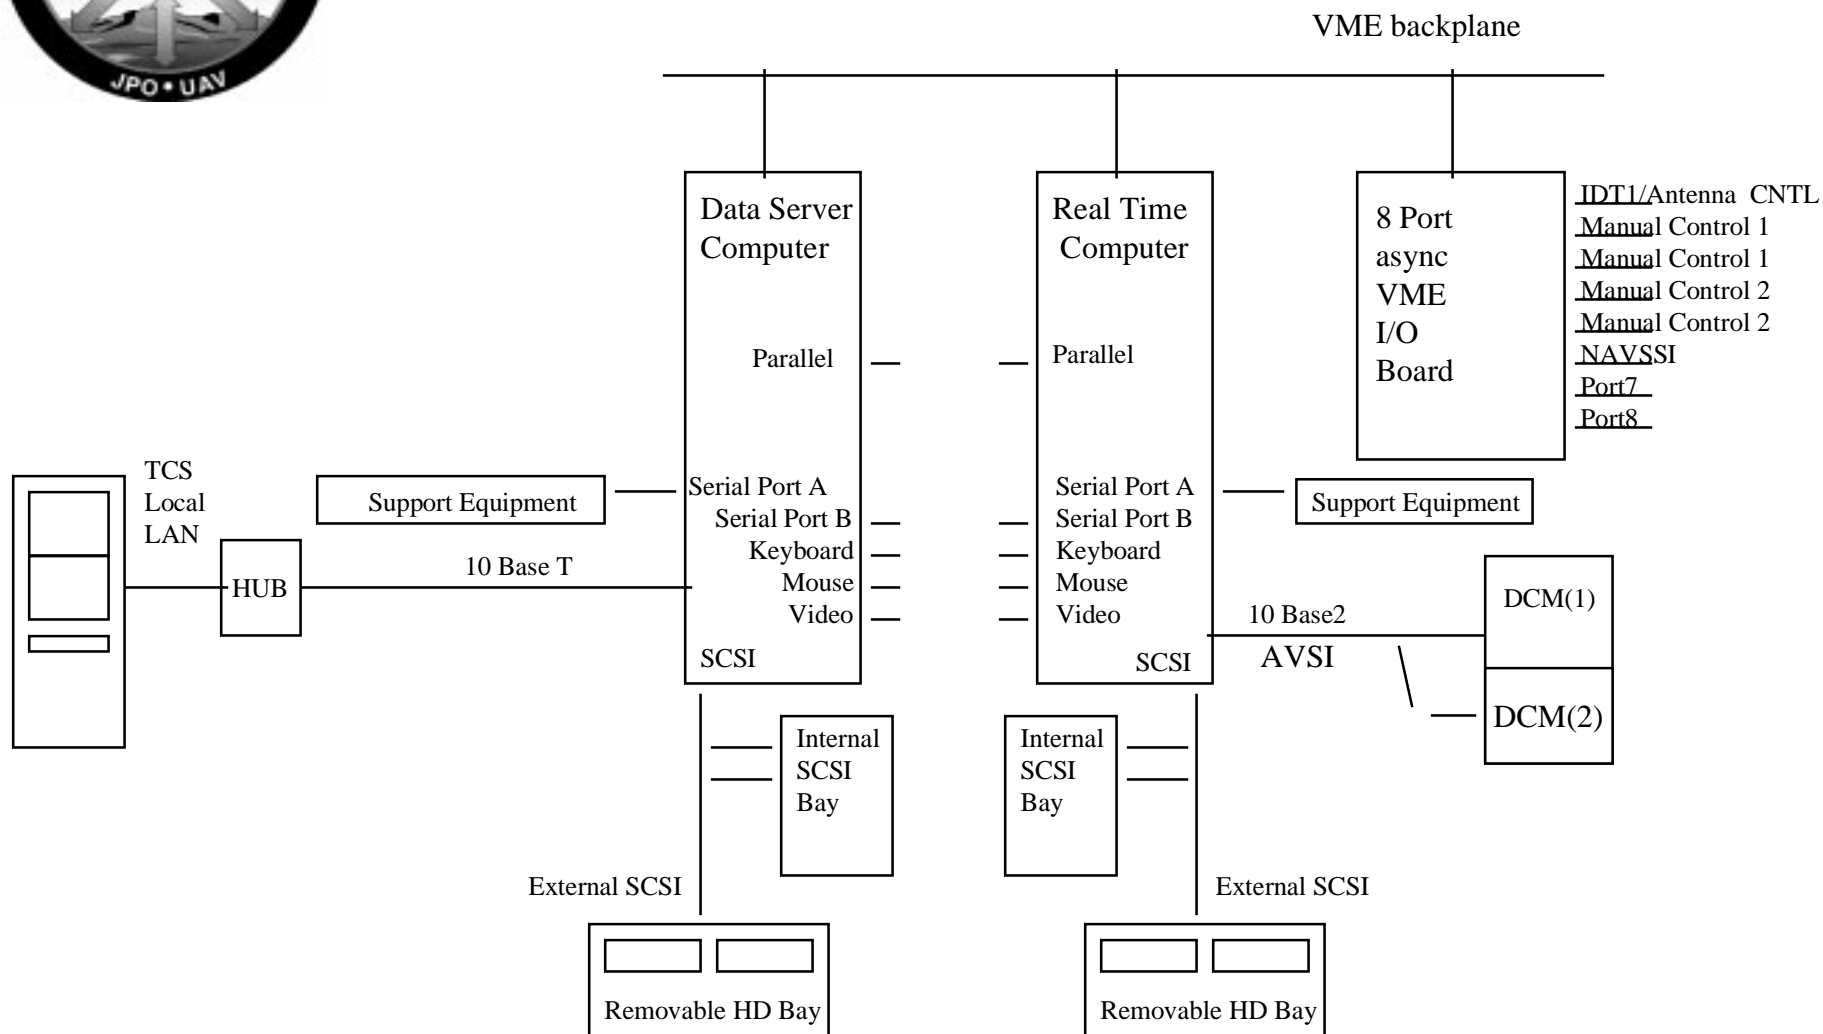 JPO • UAV
VME backplane
Data Server
Computer
Parallel
Serial Port A
Serial Port B
Keyboard
Mouse
Video
SCSI
Real Time
Computer
Parallel
Serial Port A
Serial Port B
Keyboard
Mouse
Video
SCSI
8 Port
async
VME
I/O
Board
IDT1/Antenna CNTL
Manual Control 1
Manual Control 1
Manual Control 2
Manual Control 2
NAVSSI
Port7
Port8
TCS
Local
LAN
HUB
Support Equipment
10 Base T
Support Equipment
10 Base2
AVSI
DCM(1)
DCM(2)
Internal
SCSI
Bay
Internal
SCSI
Bay
External SCSI
External SCSI
Removable HD Bay
Removable HD Bay